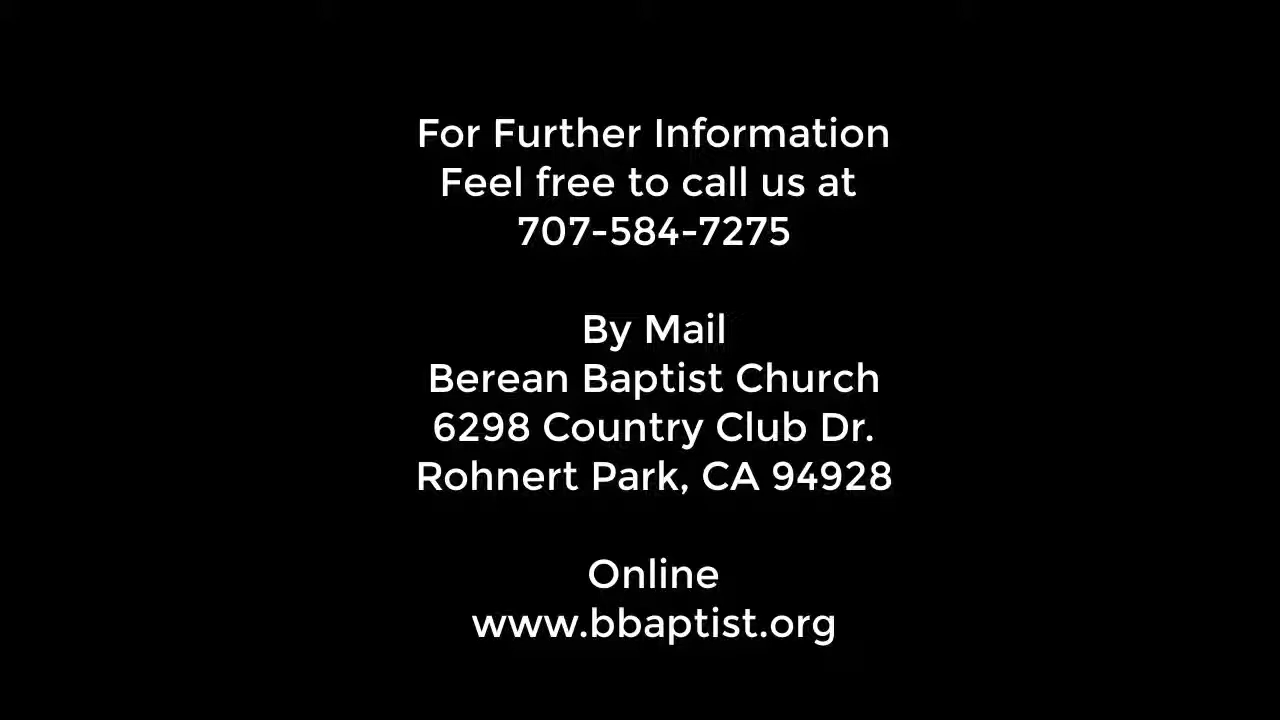 For Further Information
Feel free to call us at
707-584-7275
By Mail
Berean Baptist Church
6298 Country Club Dr.
Rohnert Park, CA 94928
Online
www.bbaptist.org